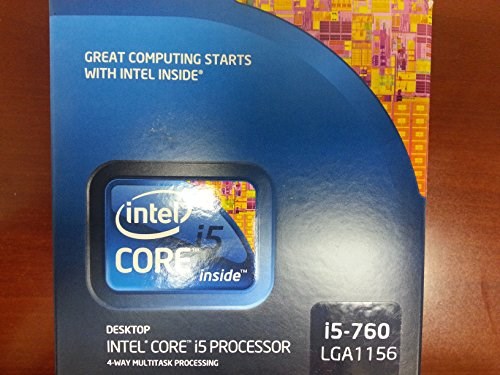 GREAT COMPUTING STARTS
WITH INTEL INSIDE®
intel
CORE™ i5
inside™
DESKTOP
INTEL® CORE™ i5 PROCESSOR
4-WAY MULTITASK PROCESSING
i5-760
LGA1156